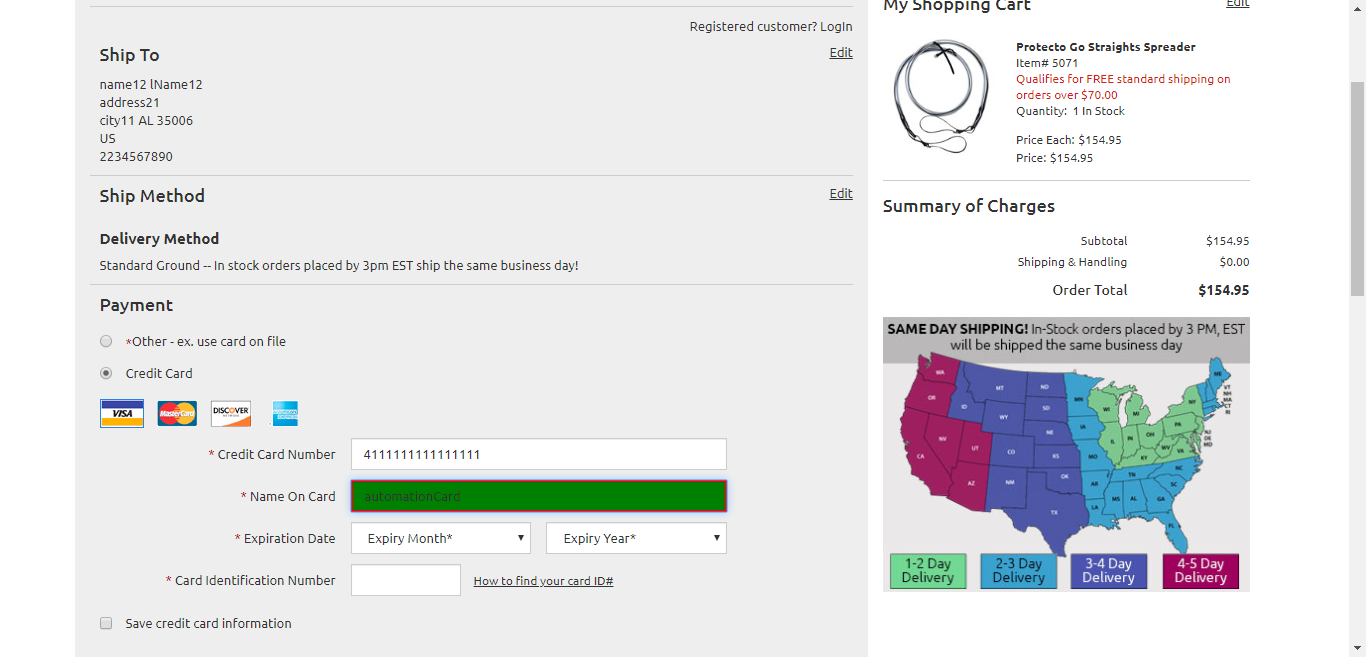 Registered customer? LogIn
Ship To
Edit
name12 lName12
address21
city11 AL 35006
US
2234567890
Ship Method
Edit
Delivery Method
Standard Ground -- In stock orders placed by 3pm EST ship the same business day!
Payment
*Other - ex. use card on file
Credit Card
VISA
MasterCard
DISCOVER
* Credit Card Number
4111111111111111
* Name On Card
automationCard
* Expiration Date
Expiry Month*
Expiry Year*
* Card Identification Number
How to find your card ID#
Save credit card information
My Shopping Cart
Edit
Protecto Go Straights Spreader
Item# 5071
Qualifies for FREE standard shipping on
orders over $70.00
Quantity: 1 In Stock
Price Each: $154.95
Price: $154.95
Summary of Charges
Subtotal $154.95
Shipping & Handling $0.00
Order Total $154.95
SAME DAY SHIPPING! In-Stock orders placed by 3 PM, EST
will be shipped the same business day
WA
OR
CA
NV
ID
UT
AZ
MT
WY
CO
NM
ND
SD
NE
KS
OK
TX
MN
IA
MO
AR
LA
WI
IL
MI
IN
OH
KY
WV
VA
PA
NY
TN
NC
SC
MS
AL
GA
FL
ME
VT
NH
MA
CT
RI
NJ
DE
MD
1-2 Day
Delivery
2-3 Day
Delivery
3-4 Day
Delivery
4-5 Day
Delivery